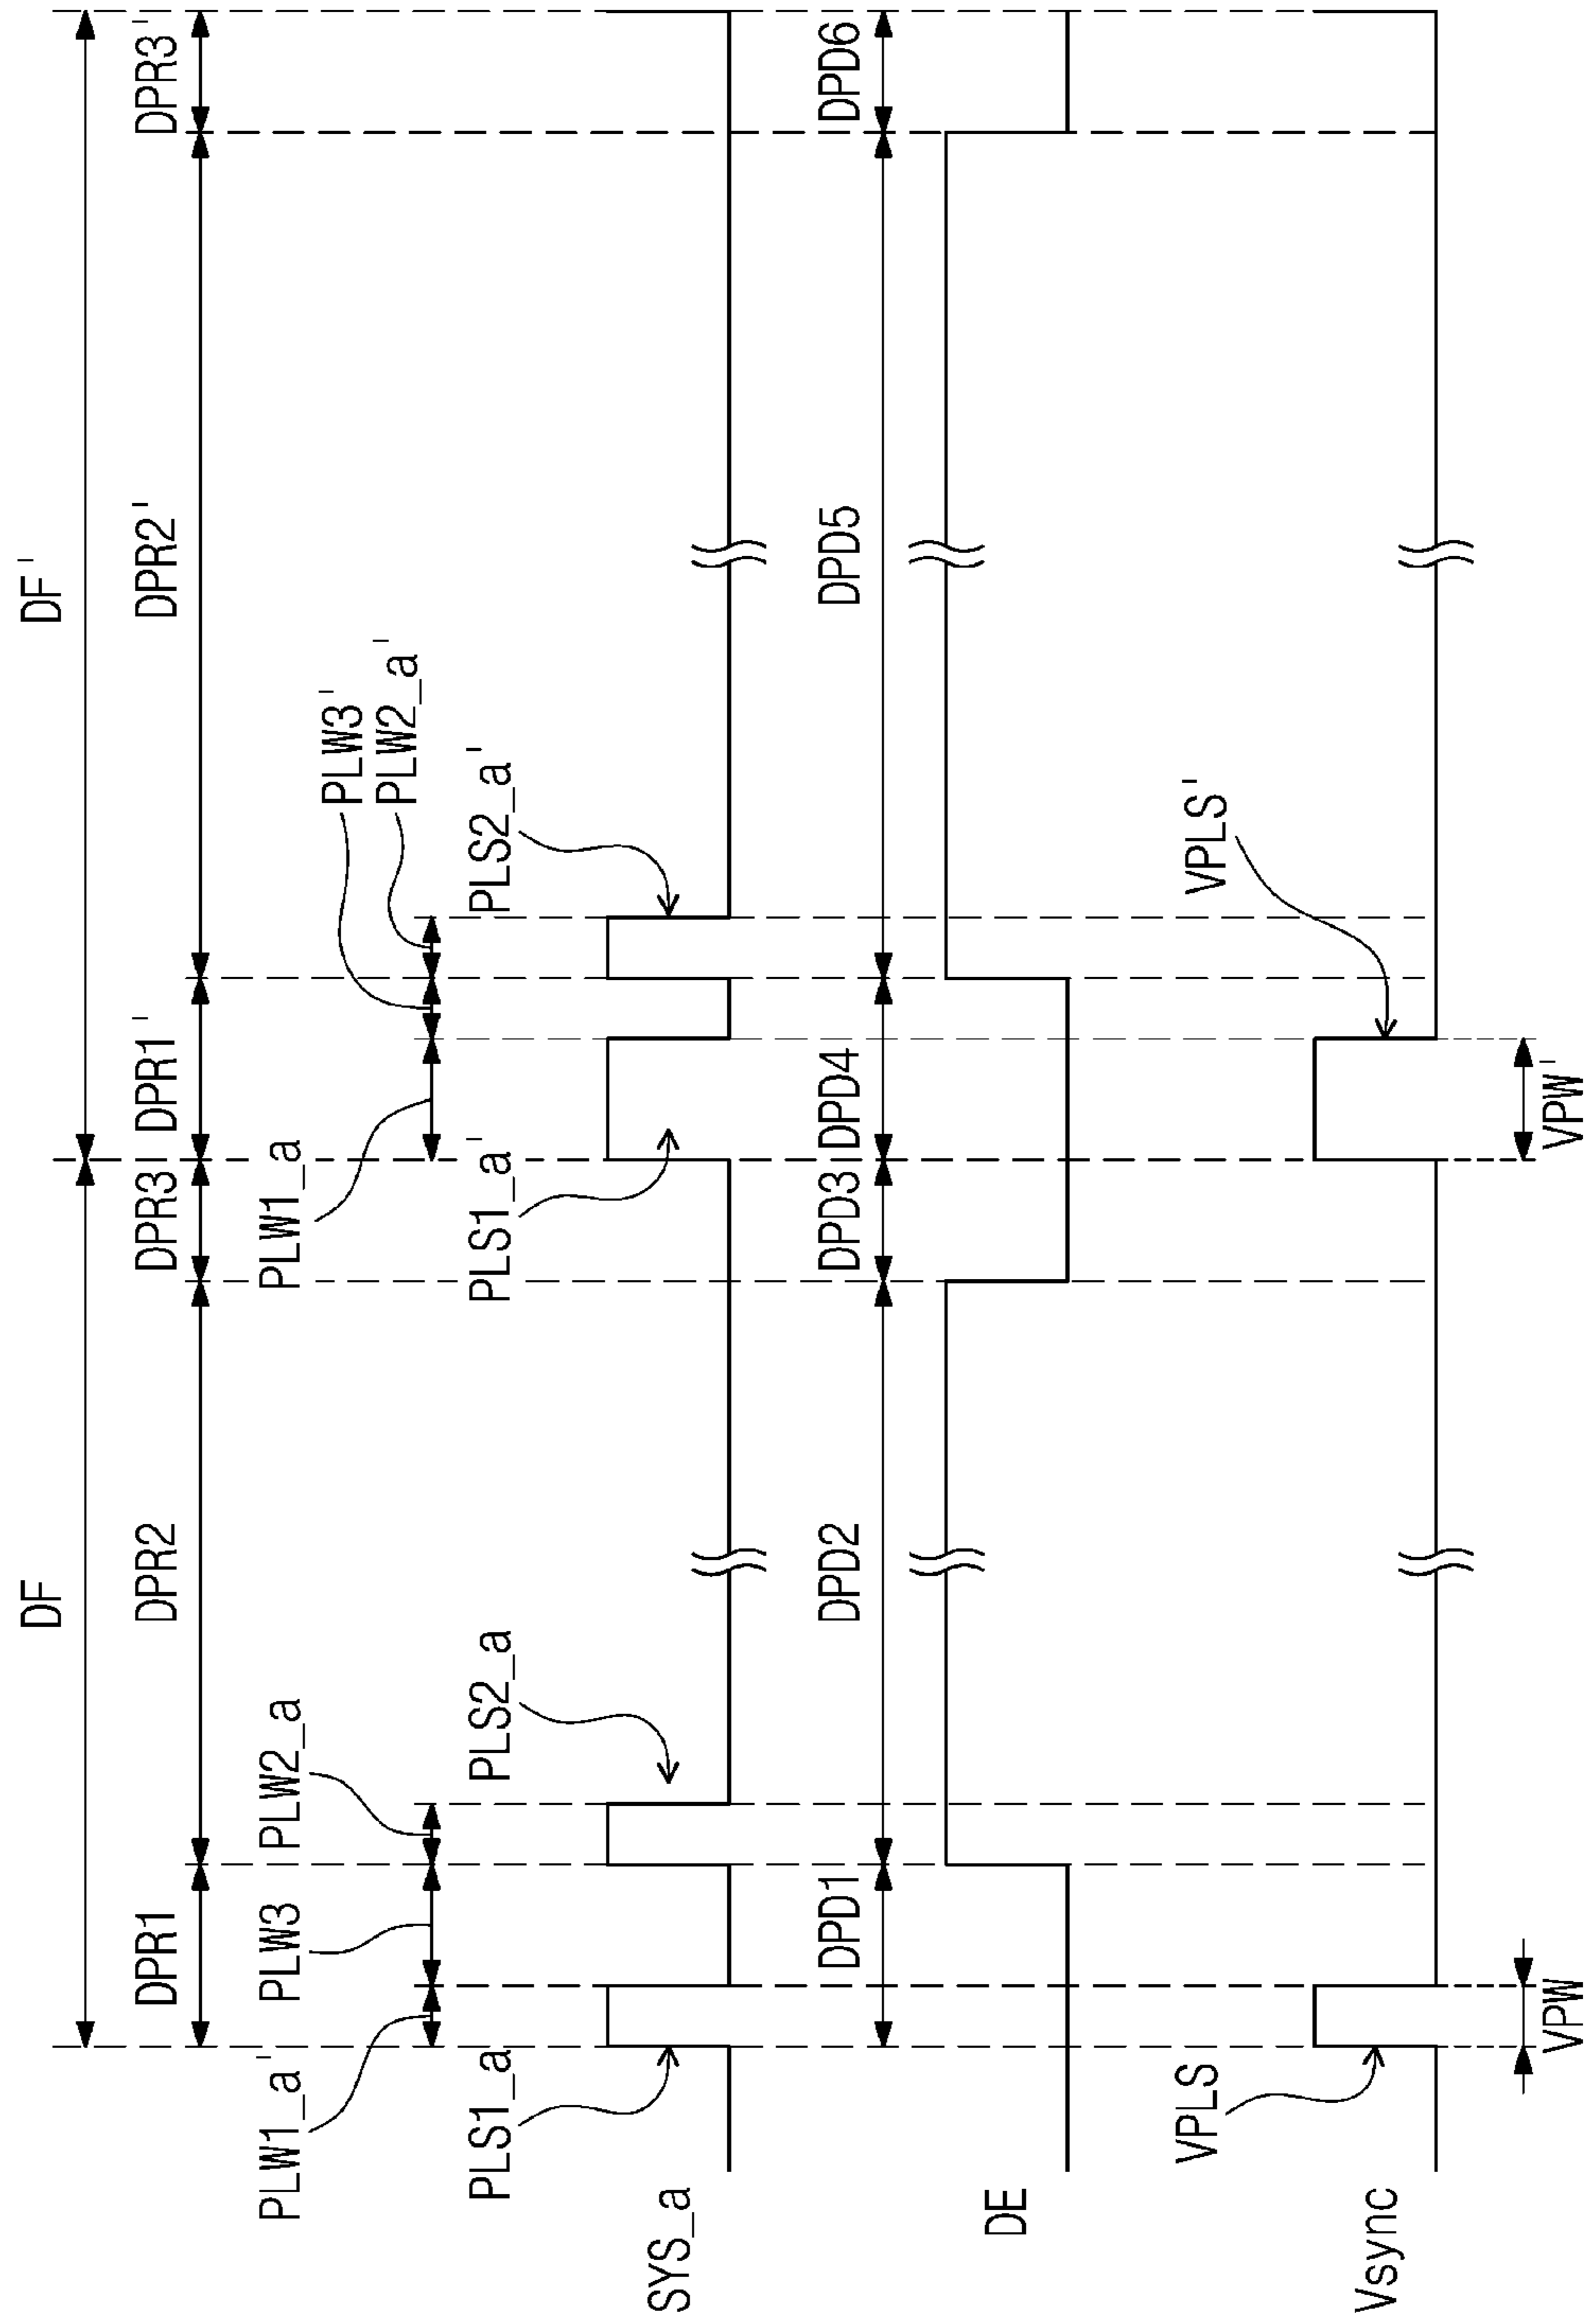 DF DF'
DPR1 DPR2 DPR3 DPR1' DPR2' DPR3'
PLW3'
PLW1_a' PLW3 PLW2_a PLW1_a PLW2_a'
PLS1_a PLS2_a PLS1_a' PLS2_a'
SYS_a
DPD1 DPD2 DPD3 DPD4 DPD5 DPD6
DE
VPLS VPLS'
Vsync
VPW VPW'